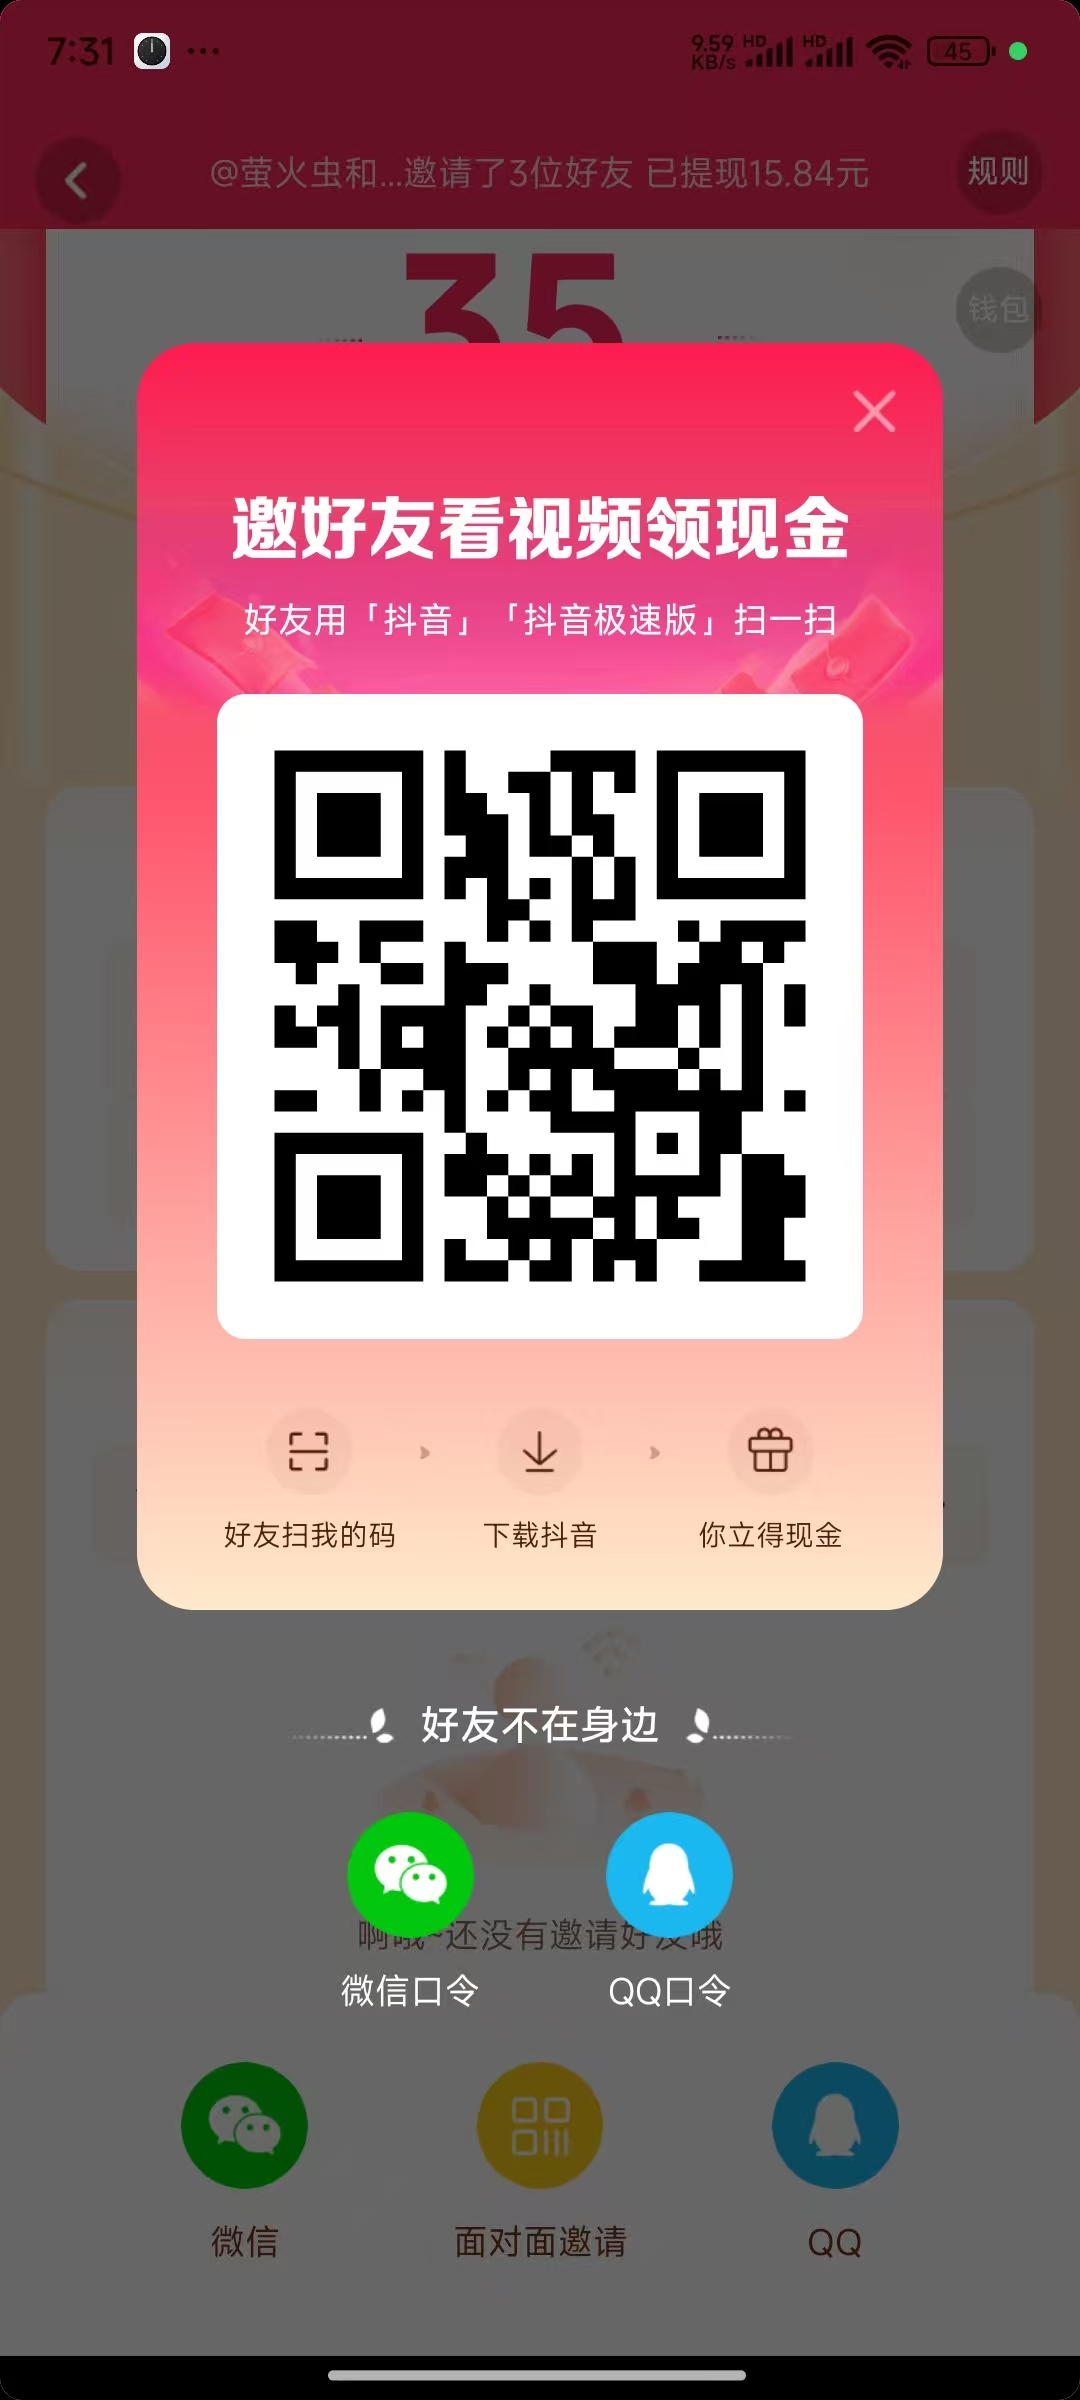 7:31
9.59 KB/s HD HD 45
@萤火虫和...邀请了3位好友 已提现15.84元
规则
35
钱包
邀好友看视频领现金
好友用「抖音」「抖音极速版」扫一扫
好友扫我的码
下载抖音
你立得现金
好友不在身边
啊哦~还没有邀请好友哦
微信口令
QQ口令
微信
面对面邀请
QQ